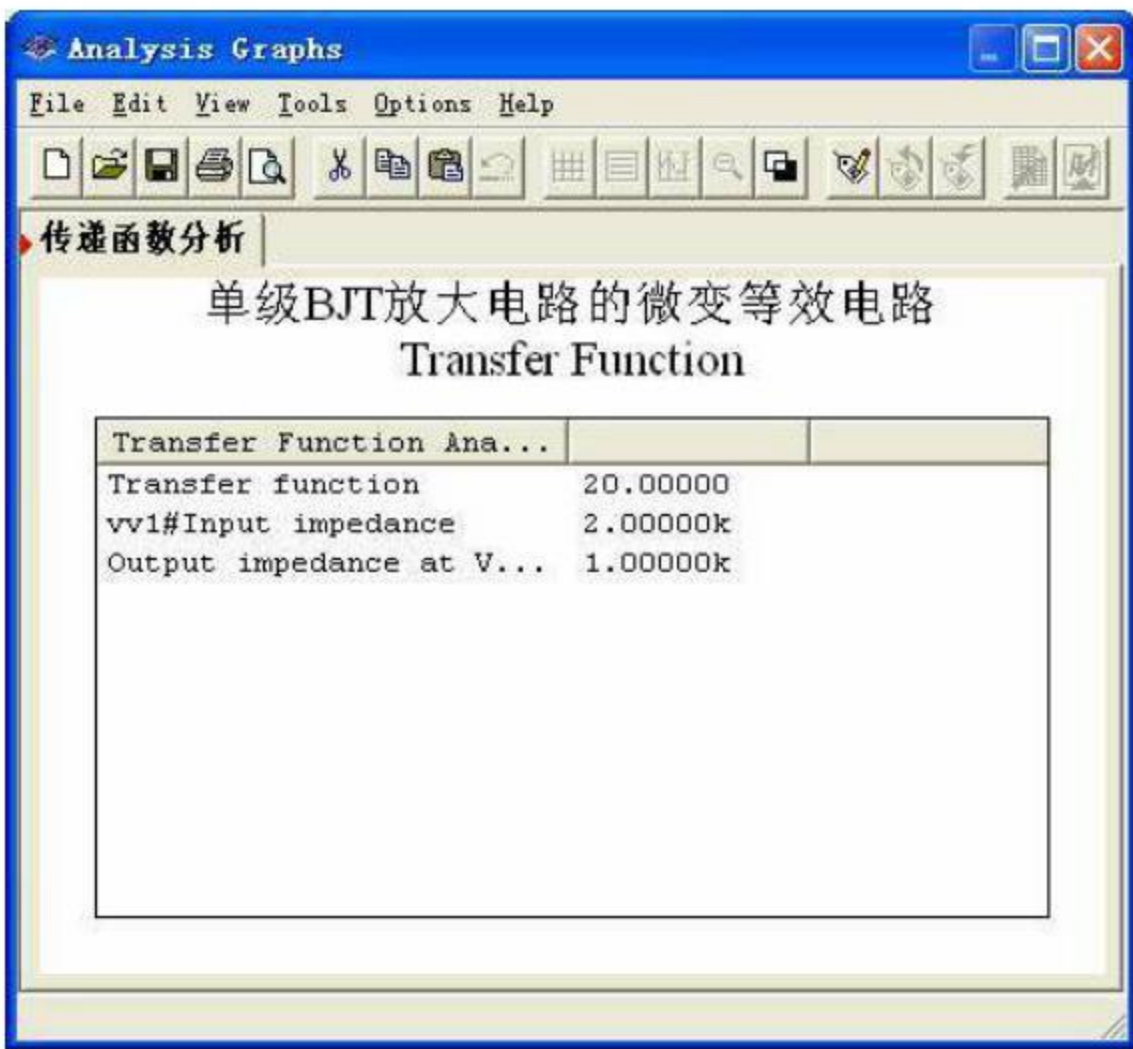 Analysis Graphs
File Edit View Tools Options Help
传递函数分析
单级BJT放大电路的微变等效电路
Transfer Function
Transfer Function Ana...
Transfer function 20.00000
vv1#Input impedance 2.00000k
Output impedance at V... 1.00000k